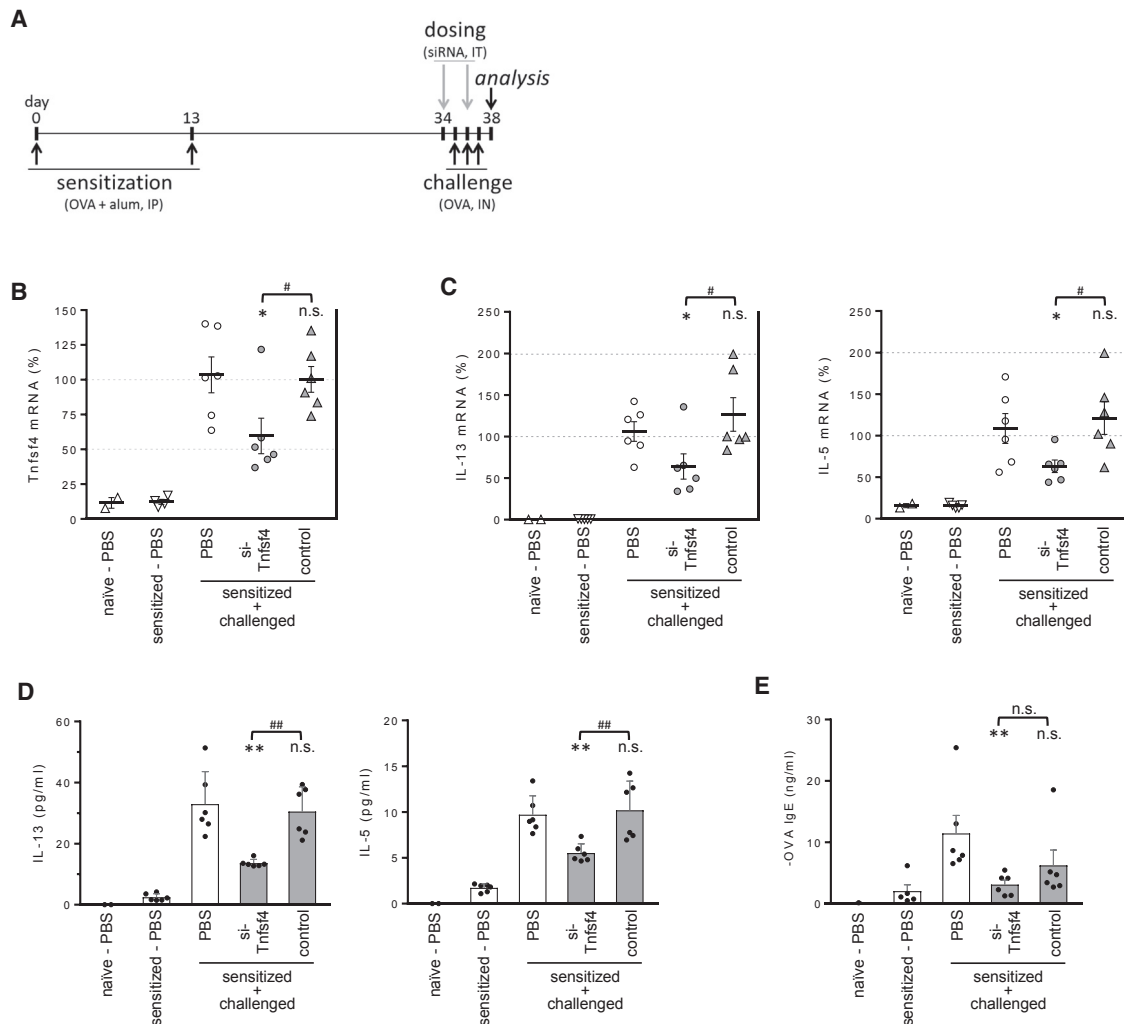 A
dosing
(siRNA, IT)
analysis
day
0
13
34
38
sensitization
(OVA + alum, IP)
challenge
(OVA, IN)
B
Tnfsf4 mRNA (%)
150
125
100
75
50
25
0
#
*
n.s.
naïve - PBS
sensitized - PBS
PBS
si-
Tnfsf4
control
sensitized
+
challenged
C
IL-13 mRNA (%)
250
200
150
100
50
0
#
*
n.s.
naïve - PBS
sensitized - PBS
PBS
si-
Tnfsf4
control
sensitized
+
challenged
IL-5 mRNA (%)
250
200
150
100
50
0
#
*
n.s.
naïve - PBS
sensitized - PBS
PBS
si-
Tnfsf4
control
sensitized
+
challenged
D
IL-13 (pg/ml)
60
40
20
0
##
**
n.s.
naïve - PBS
sensitized - PBS
PBS
si-
Tnfsf4
control
sensitized
+
challenged
IL-5 (pg/ml)
20
15
10
5
0
##
**
n.s.
naïve - PBS
sensitized - PBS
PBS
si-
Tnfsf4
control
sensitized
+
challenged
E
-OVA IgE (ng/ml)
30
20
10
0
n.s.
**
n.s.
naïve - PBS
sensitized - PBS
PBS
si-
Tnfsf4
control
sensitized
+
challenged